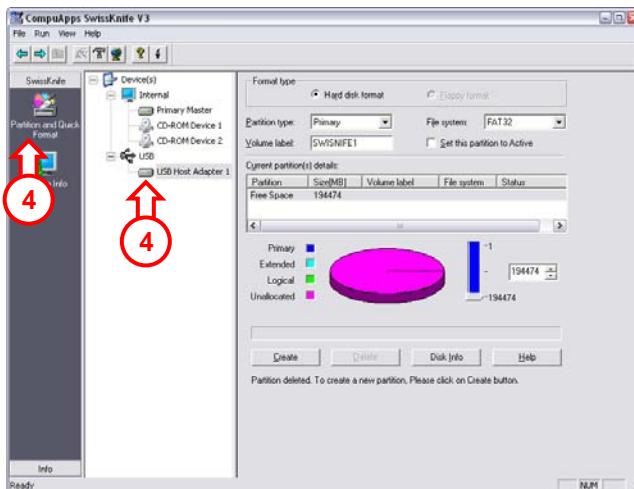 CompuApps SwissKnife V3
File Run View Help
SwissKnife
Partition and Quick
Format
Info
4
Device(s)
Internal
Primary Master
CD-ROM Device 1
CD-ROM Device 2
USB
USB Host Adapter 1
4
Format type
Hard disk format
Floppy format
Partition type: Primary
File system: FAT32
Volume label: SWISNIFE1
Set this partition to Active
Current partition(s) details:
Partition Size[MB] Volume label File system Status
Free Space 194474
Primary
Extended
Logical
Unallocated
-1
-
-194474
194474
Create Delete Disk Info Help
Partition deleted. To create a new partition, Please click on Create button.
Info
Ready
NUM